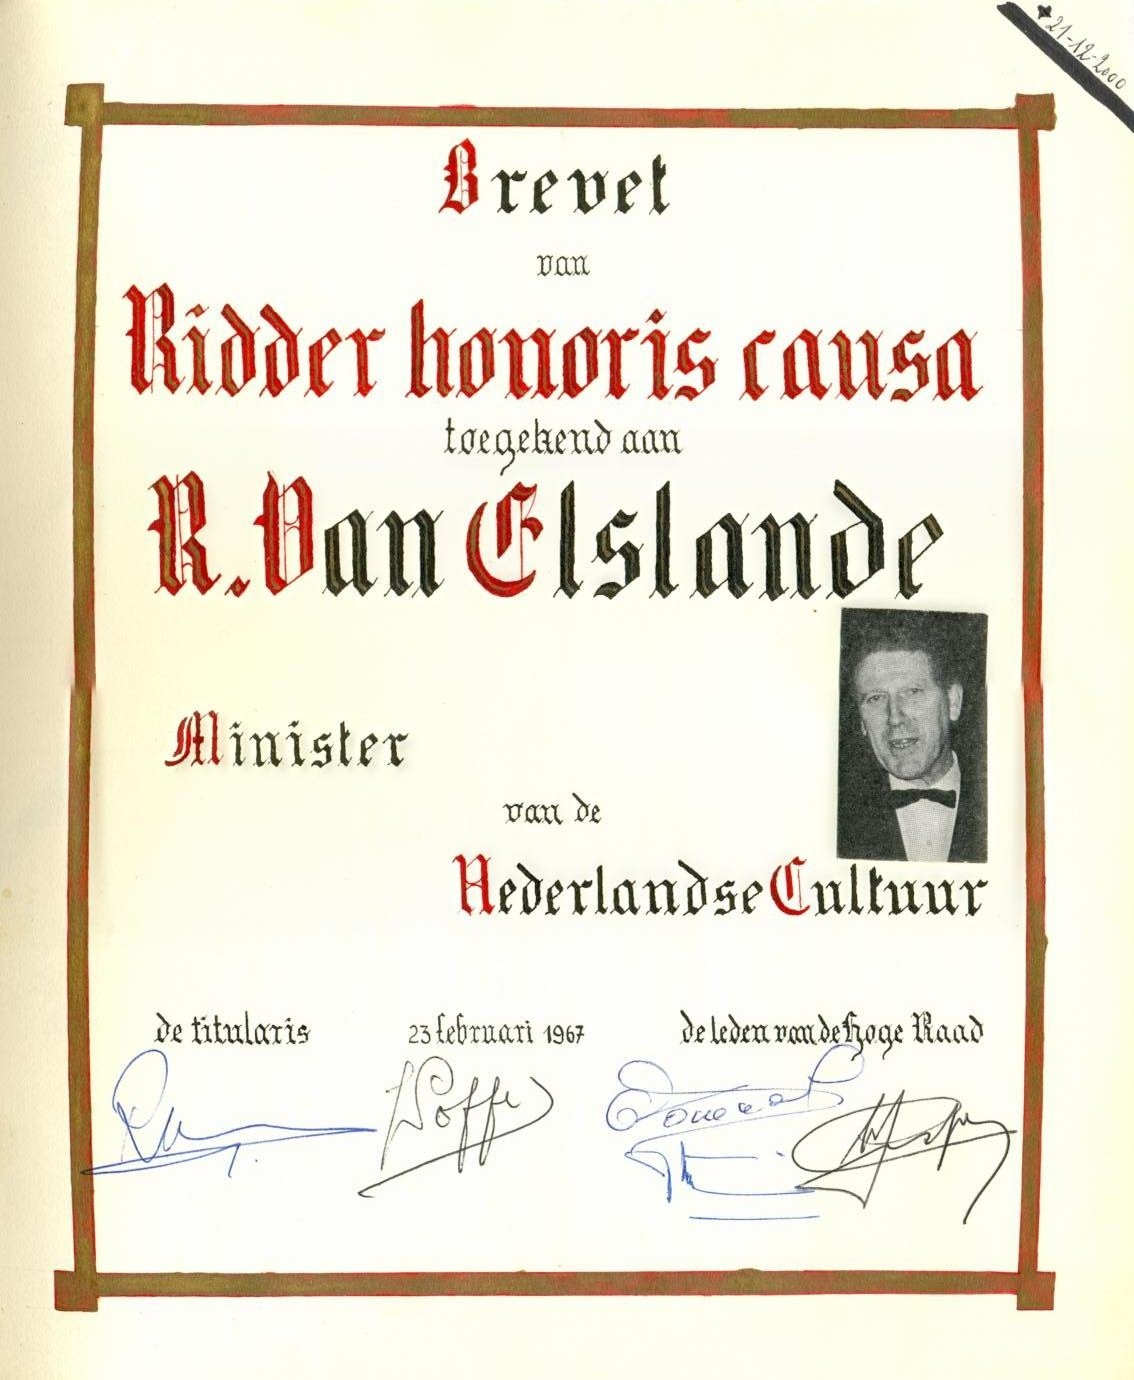 21-12-2000
Brevet
van
Ridder honoris causa
toegekend aan
R. Van Elslande
Minister
van de
Nederlandse Cultuur
de titularis 23 februari 1967 de leden van de Hoge Raad